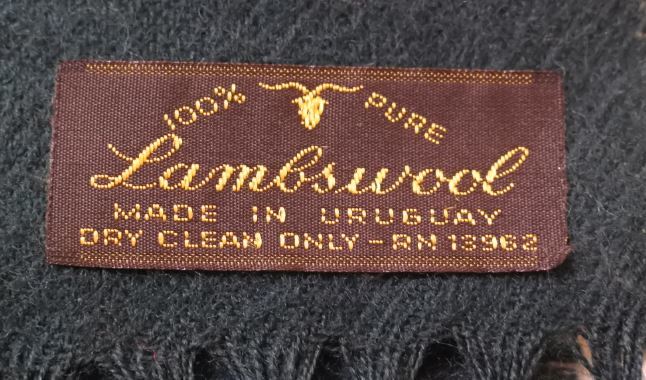 100% PURE
Lambswool
MADE IN URUGUAY
DRY CLEAN ONLY - RN 13962